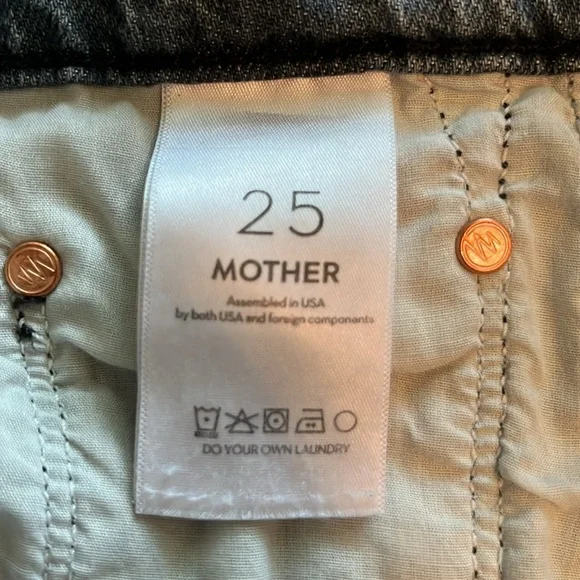 25
MOTHER
Assembled in USA
by both USA and foreign components
DO YOUR OWN LAUNDRY